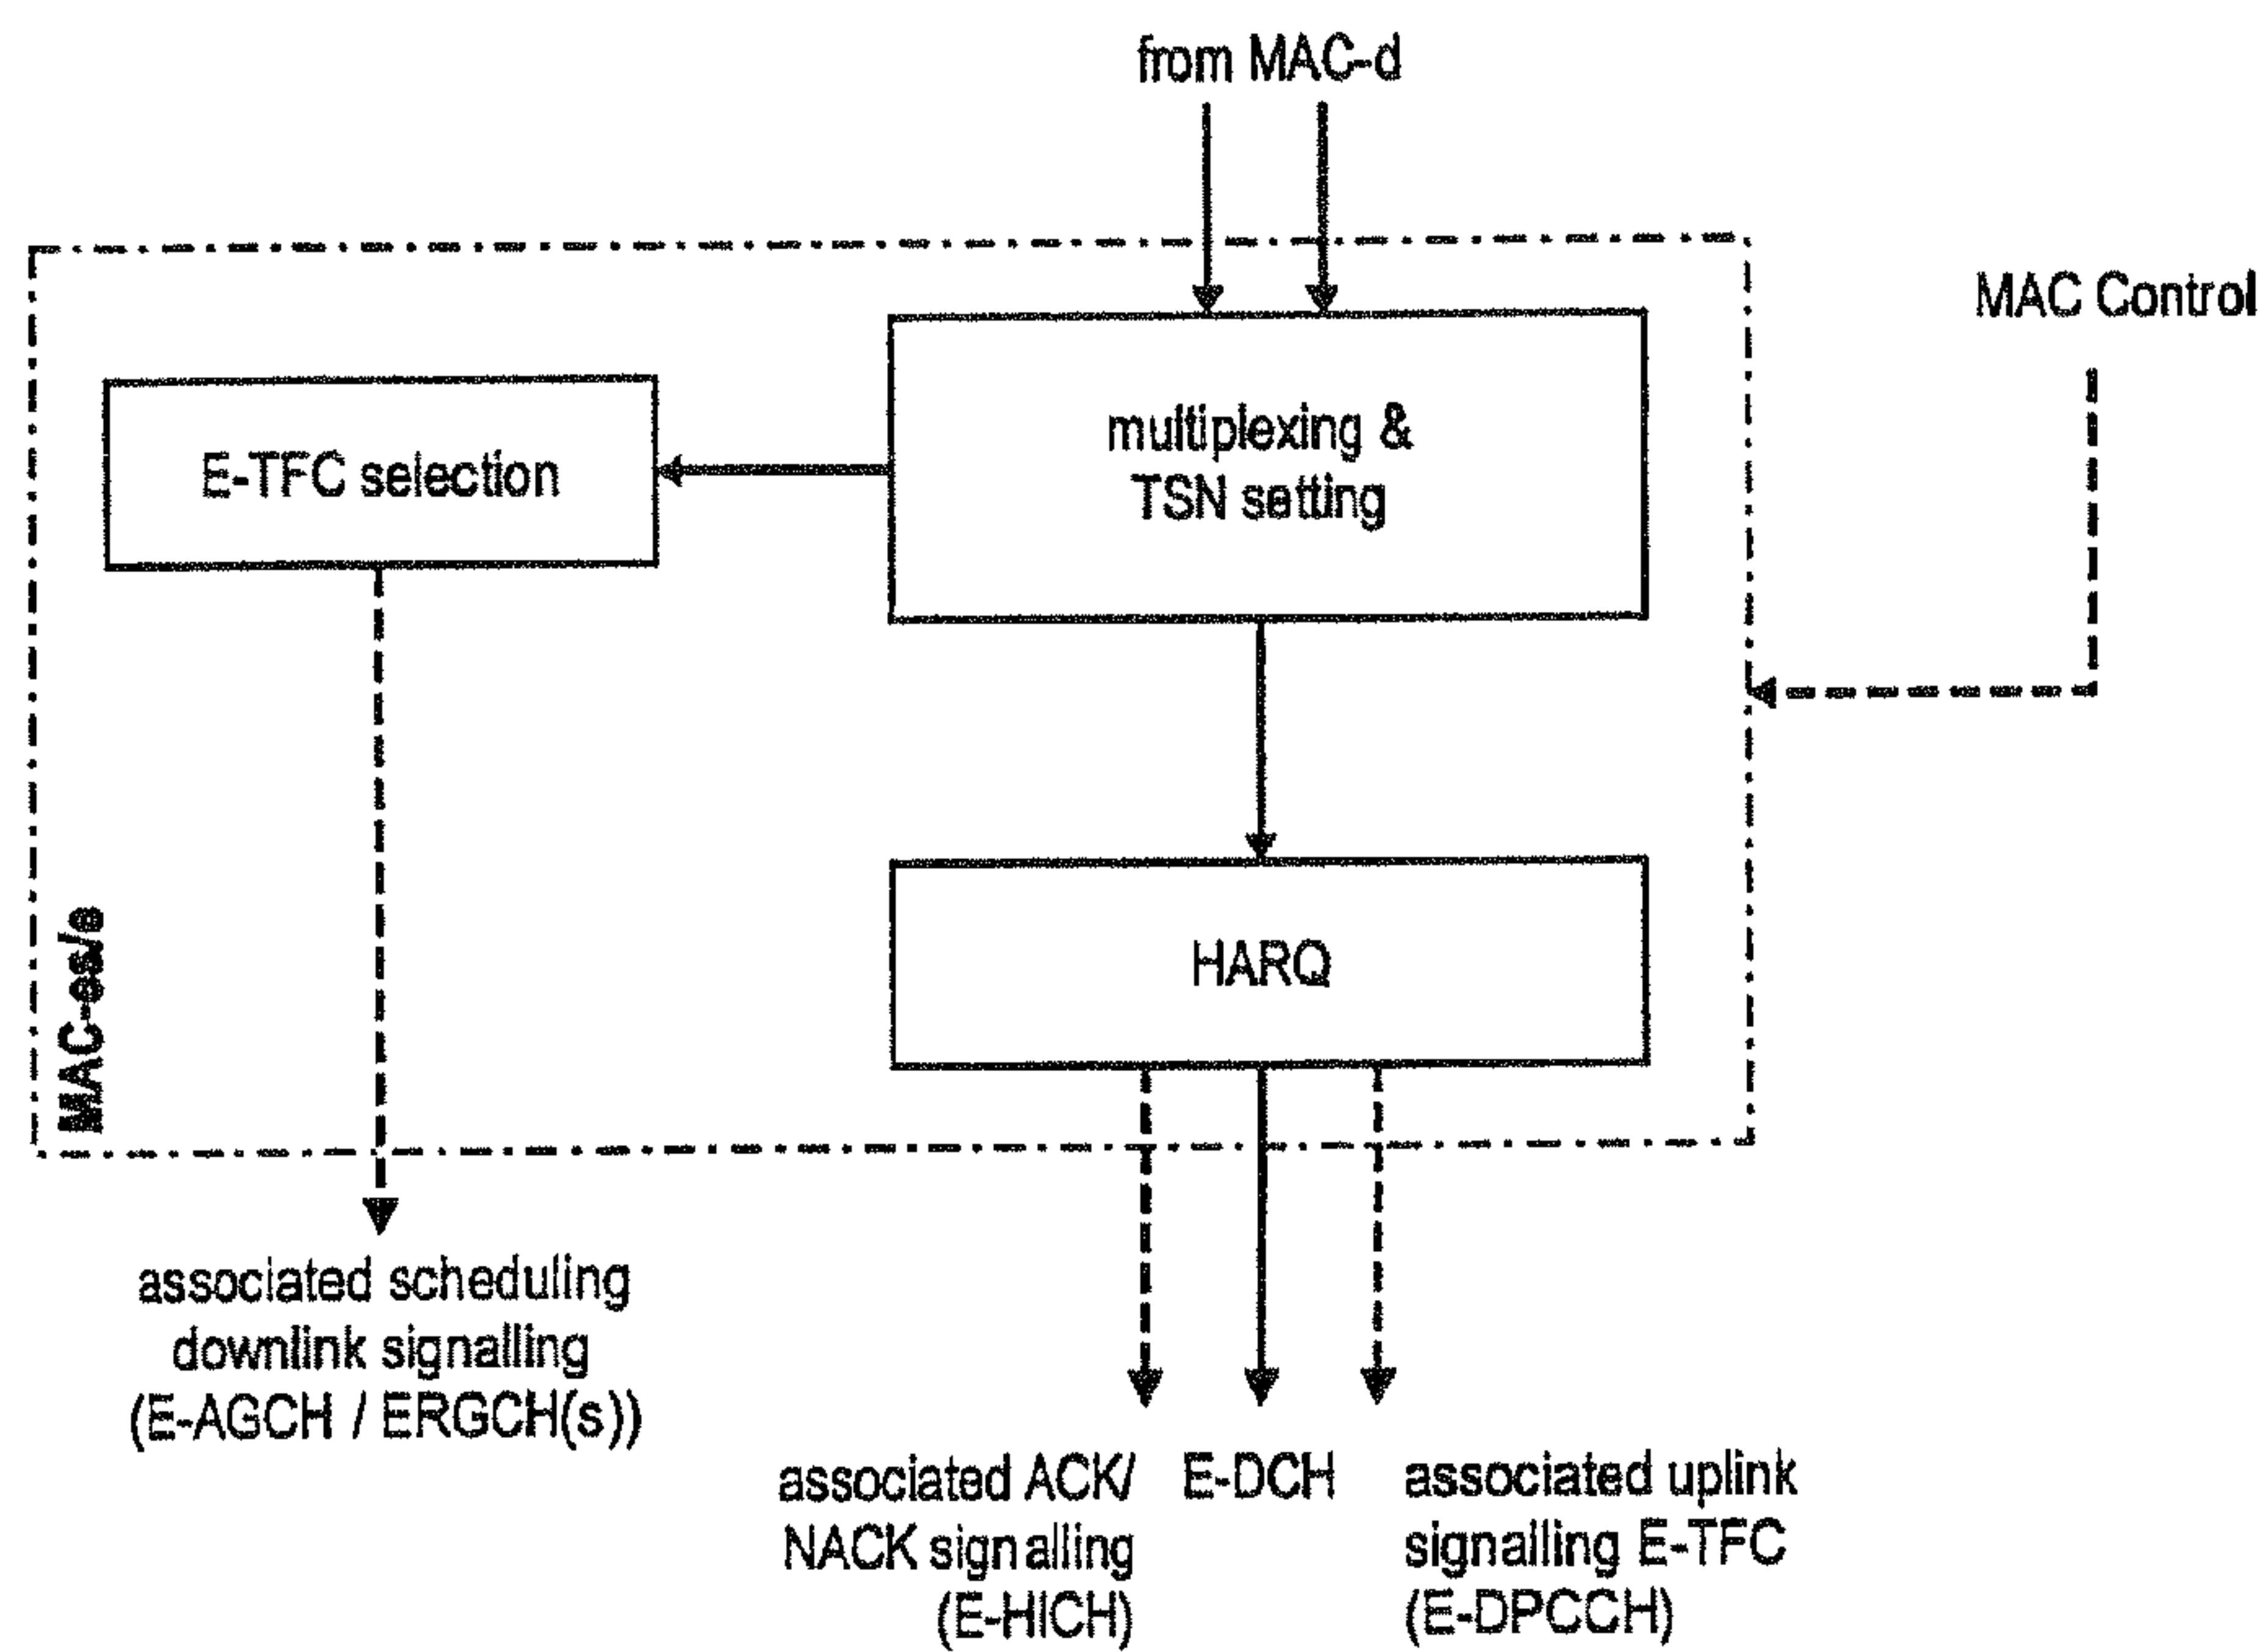 from MAC-d
MAC Control
multiplexing &
TSN setting
E-TFC selection
HARQ
MAC-es/e
associated scheduling
downlink signalling
(E-AGCH / ERGCH(s))
associated ACK/
NACK signalling
(E-HICH)
E-DCH
associated uplink
signalling E-TFC
(E-DPCCH)